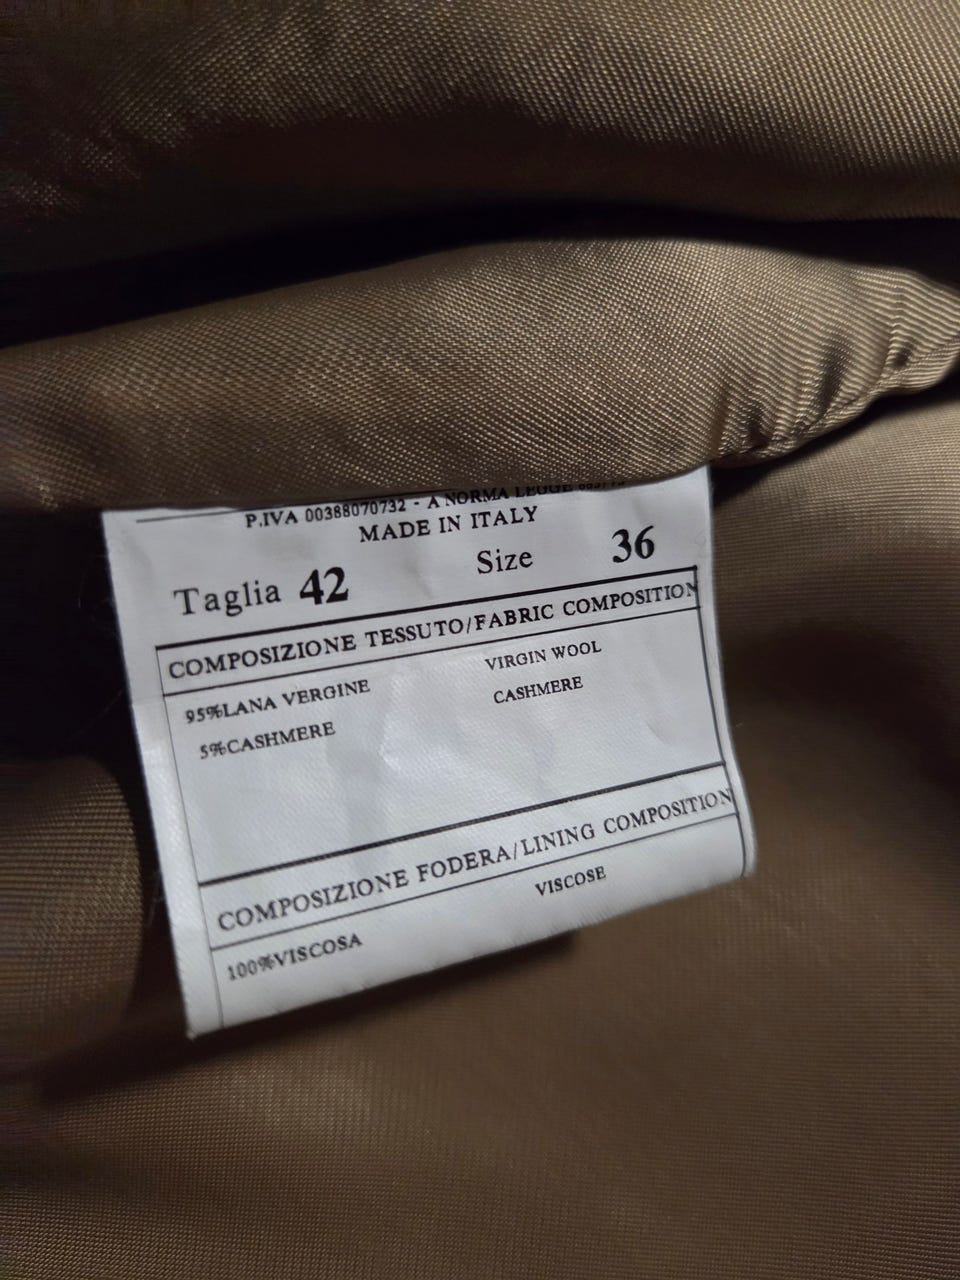 P.IVA 00388070732 - A NORMA LEGGE
MADE IN ITALY
Taglia 42 Size 36
COMPOSIZIONE TESSUTO/FABRIC COMPOSITION
95%LANA VERGINE VIRGIN WOOL
5%CASHMERE CASHMERE
COMPOSIZIONE FODERA/LINING COMPOSITION
100%VISCOSA VISCOSE